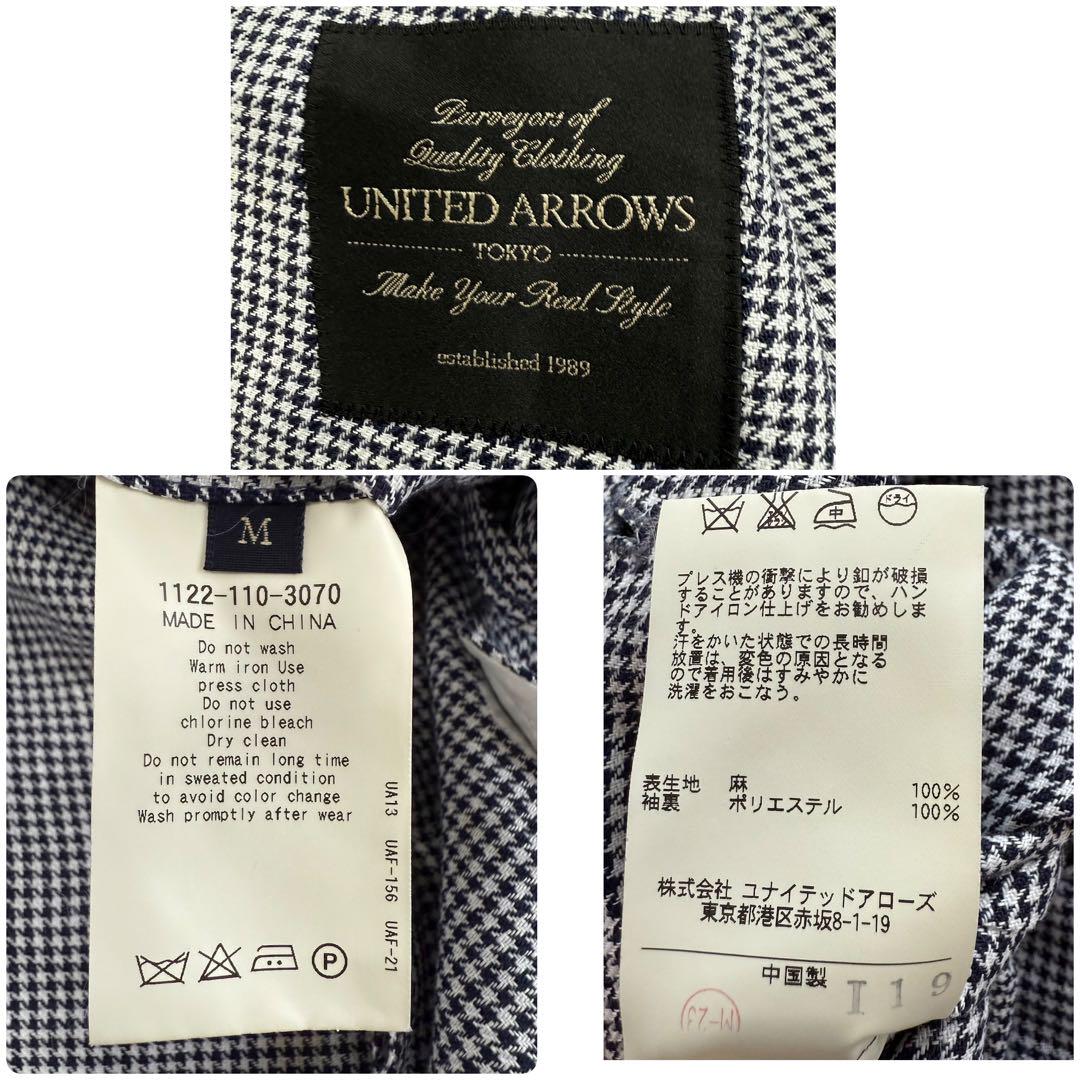 Purveyors of
Quality Clothing
UNITED ARROWS
TOKYO
Make Your Real Style
established 1989
M
1122-110-3070
MADE IN CHINA
Do not wash
Warm iron Use
press cloth
Do not use
chlorine bleach
Dry clean
Do not remain long time
in sweated condition
to avoid color change
Wash promptly after wear
UA13 UAF-156 UAF-21
P
中
ドライ
プレス機の衝撃により釦が破損
することがありますので、ハン
ドアイロン仕上げをお勧めしま
す。
汗をかいた状態での長時間
放置は、変色の原因となる
ので着用後はすみやかに
洗濯をおこなう。
表生地 麻 100%
袖裏 ポリエステル 100%
株式会社 ユナイテッドアローズ
東京都港区赤坂8-1-19
中国製
I19
M-23